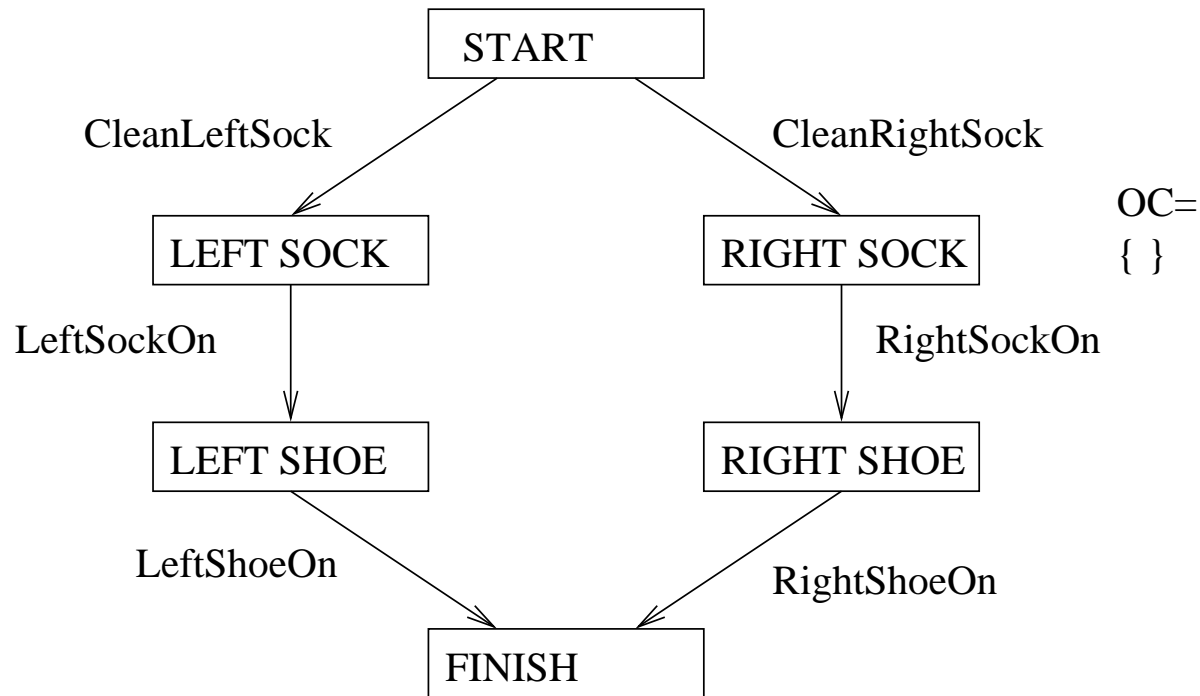 START
CleanLeftSock
CleanRightSock
OC=
{ }
LEFT SOCK
RIGHT SOCK
LeftSockOn
RightSockOn
LEFT SHOE
RIGHT SHOE
LeftShoeOn
RightShoeOn
FINISH